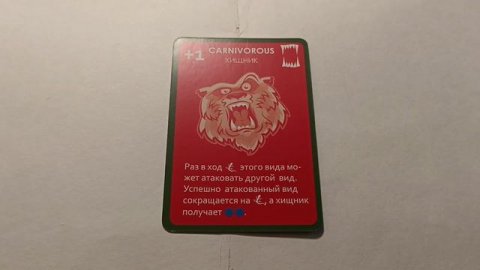 +1 CARNIVOROUS
ХИЩНИК
Раз в ход этого вида мо-
жет атаковать другой вид.
Успешно атакованный вид
сокращается на , а хищник
получает .